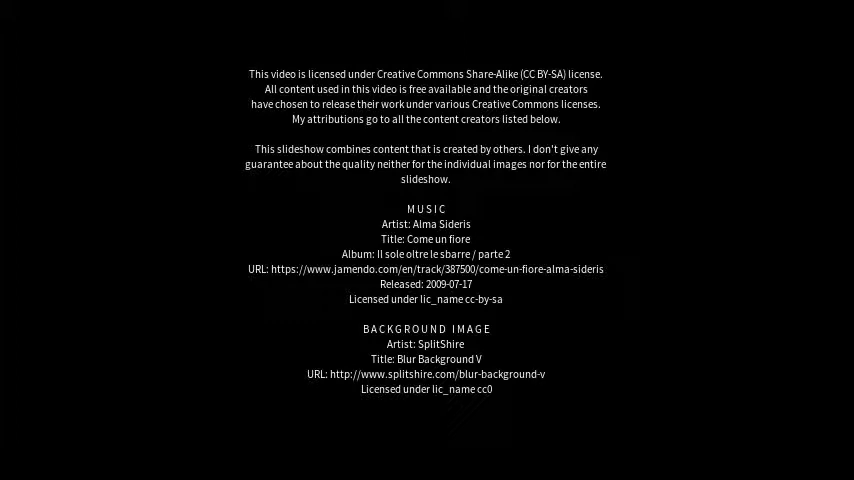 This video is licensed under Creative Commons Share-Alike (CC BY-SA) license.
All content used in this video is free available and the original creators
have chosen to release their work under various Creative Commons licenses.
My attributions go to all the content creators listed below.
This slideshow combines content that is created by others. I don't give any
guarantee about the quality neither for the individual images nor for the entire
slideshow.
MUSIC
Artist: Alma Sideris
Title: Come un fiore
Album: Il sole oltre le sbarre / parte 2
URL: https://www.jamendo.com/en/track/387500/come-un-fiore-alma-sideris
Released: 2009-07-17
Licensed under lic_name cc-by-sa
BACKGROUND IMAGE
Artist: SplitShire
Title: Blur Background V
URL: http://www.splitshire.com/blur-background-v
Licensed under lic_name cc0